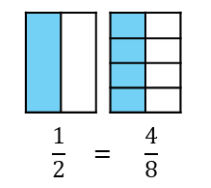 1/2 = 4/8